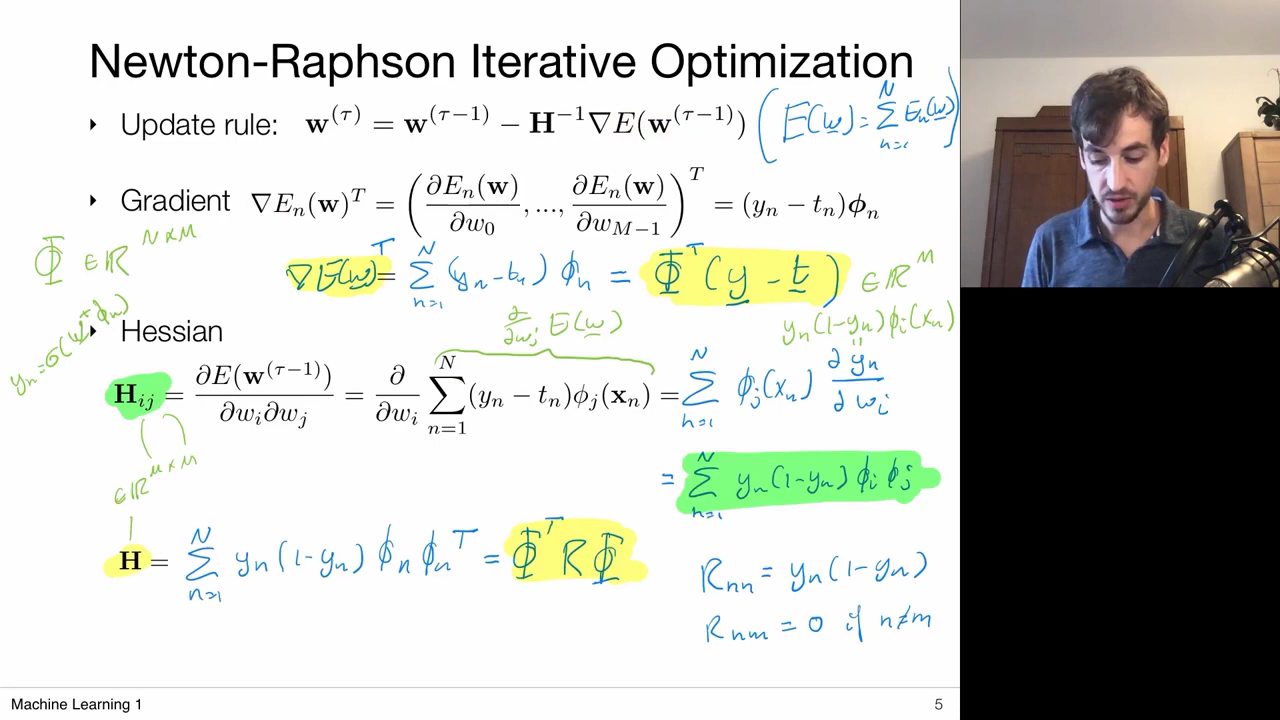 Newton-Raphson Iterative Optimization
‣ Update rule: w^(τ) = w^(τ−1) − H^−1 ∇E(w^(τ−1)) ( E(w) = Σ_{n=1}^N E_n(w) )
‣ Gradient ∇E_n(w)^T = ( ∂E_n(w)/∂w_0 , ..., ∂E_n(w)/∂w_{M−1} )^T = (y_n − t_n)ϕ_n
Φ ∈ ℝ^{N×M}
∇E(w)^T = Σ_{n=1}^N (y_n − t_n) ϕ_n = Φ^T (y − t) ∈ ℝ^M
y_n = σ(w^T ϕ_n)
‣ Hessian
∂/∂w_j E(w)
y_n(1−y_n)ϕ_i(x_n)
H_ij = ∂E(w^(τ−1))/∂w_i∂w_j = ∂/∂w_i Σ_{n=1}^N (y_n − t_n)ϕ_j(x_n) = Σ_{n=1}^N ϕ_j(x_n) ∂y_n/∂w_i
∈ ℝ^{M×M}
= Σ_{n=1}^N y_n(1−y_n) ϕ_i ϕ_j
H = Σ_{n=1}^N y_n(1−y_n) ϕ_n ϕ_n^T = Φ^T R Φ
R_nn = y_n(1−y_n)
R_nm = 0 if n≠m
Machine Learning 1
5